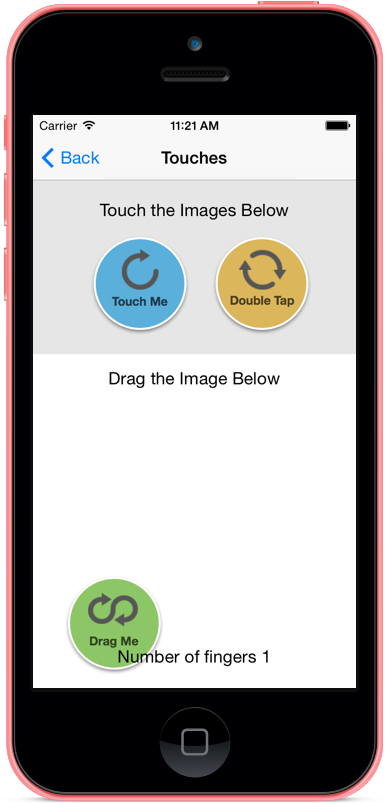 Carrier 11:21 AM
Back Touches
Touch the Images Below
Touch Me Double Tap
Drag the Image Below
Drag Me
Number of fingers 1